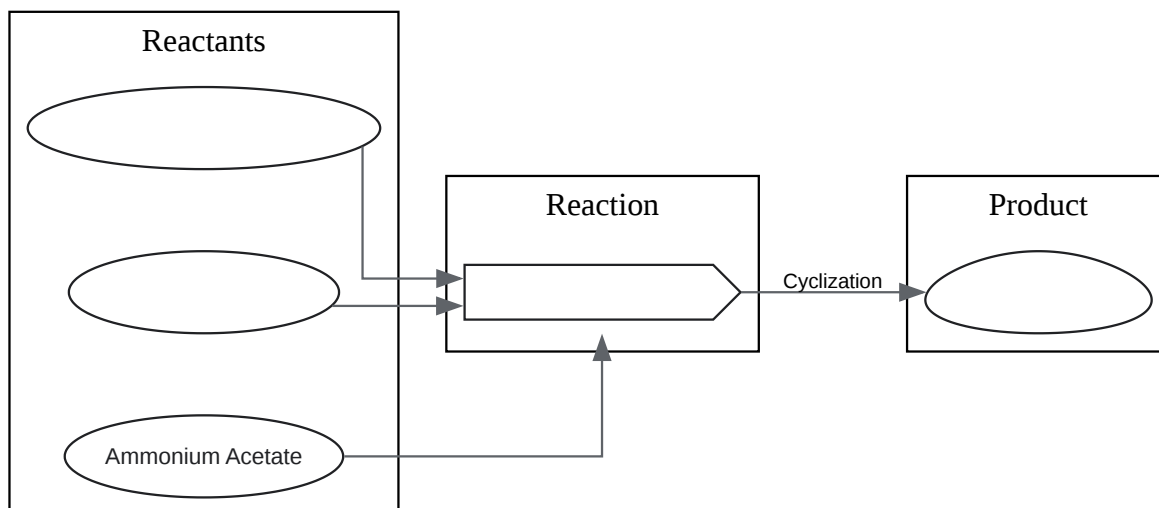 Reactants
Reaction
Product
Cyclization
Ammonium Acetate